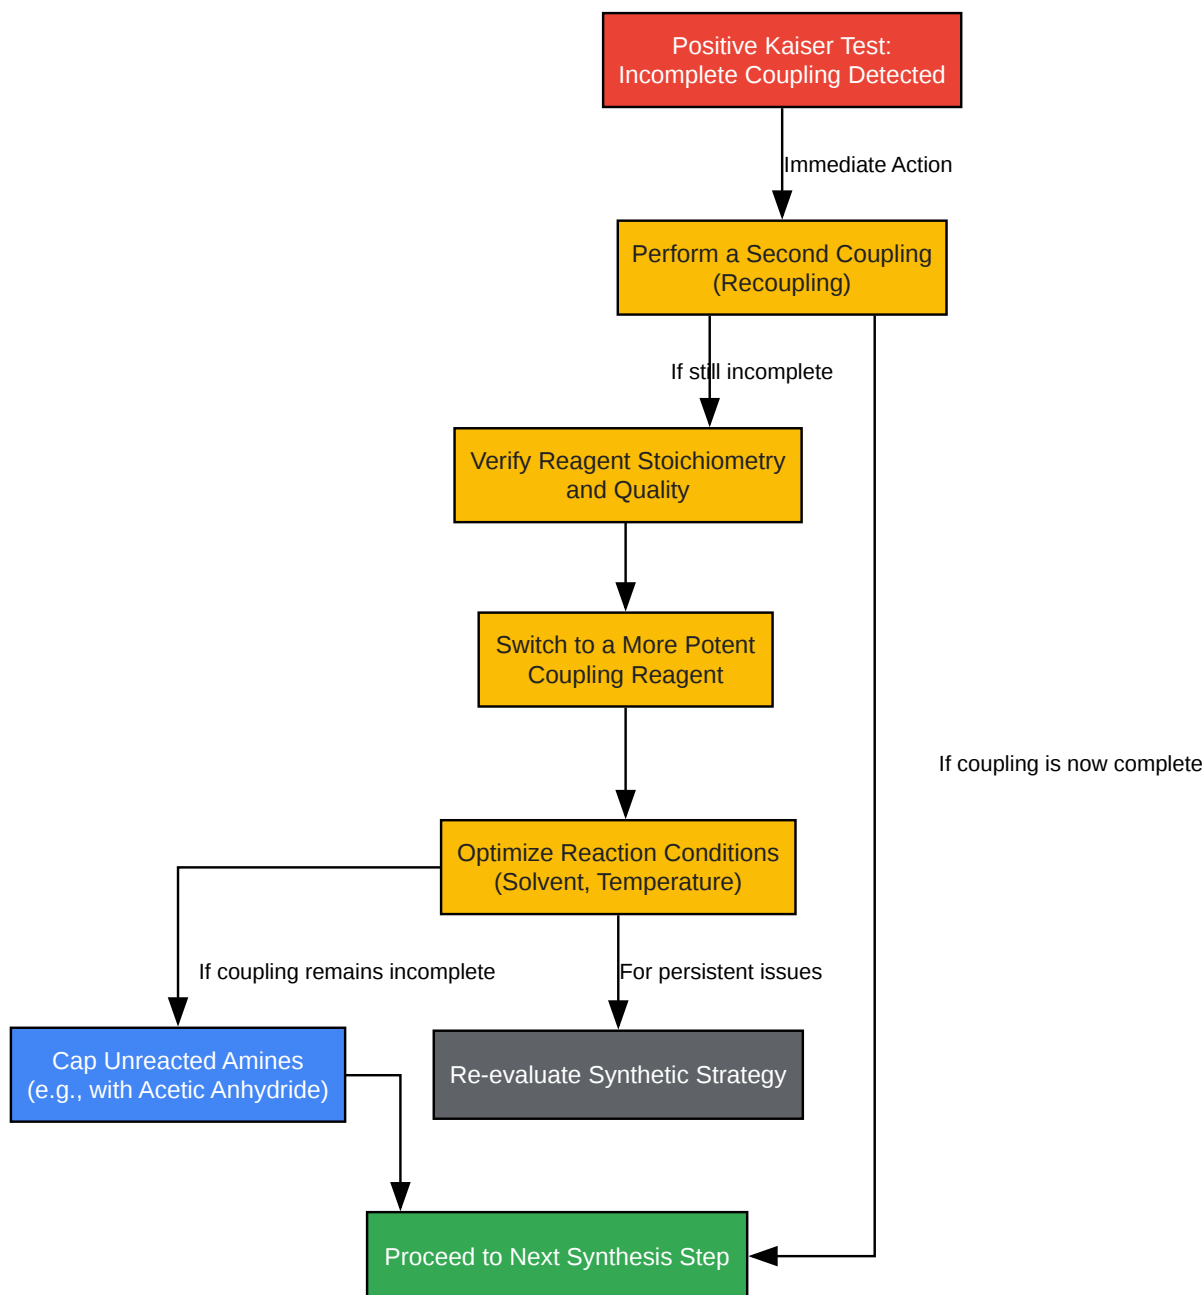 Positive Kaiser Test:
Incomplete Coupling Detected
Immediate Action
Perform a Second Coupling
(Recoupling)
If still incomplete
Verify Reagent Stoichiometry
and Quality
Switch to a More Potent
Coupling Reagent
If coupling is now complete
Optimize Reaction Conditions
(Solvent, Temperature)
If coupling remains incomplete
For persistent issues
Cap Unreacted Amines
(e.g., with Acetic Anhydride)
Re-evaluate Synthetic Strategy
Proceed to Next Synthesis Step